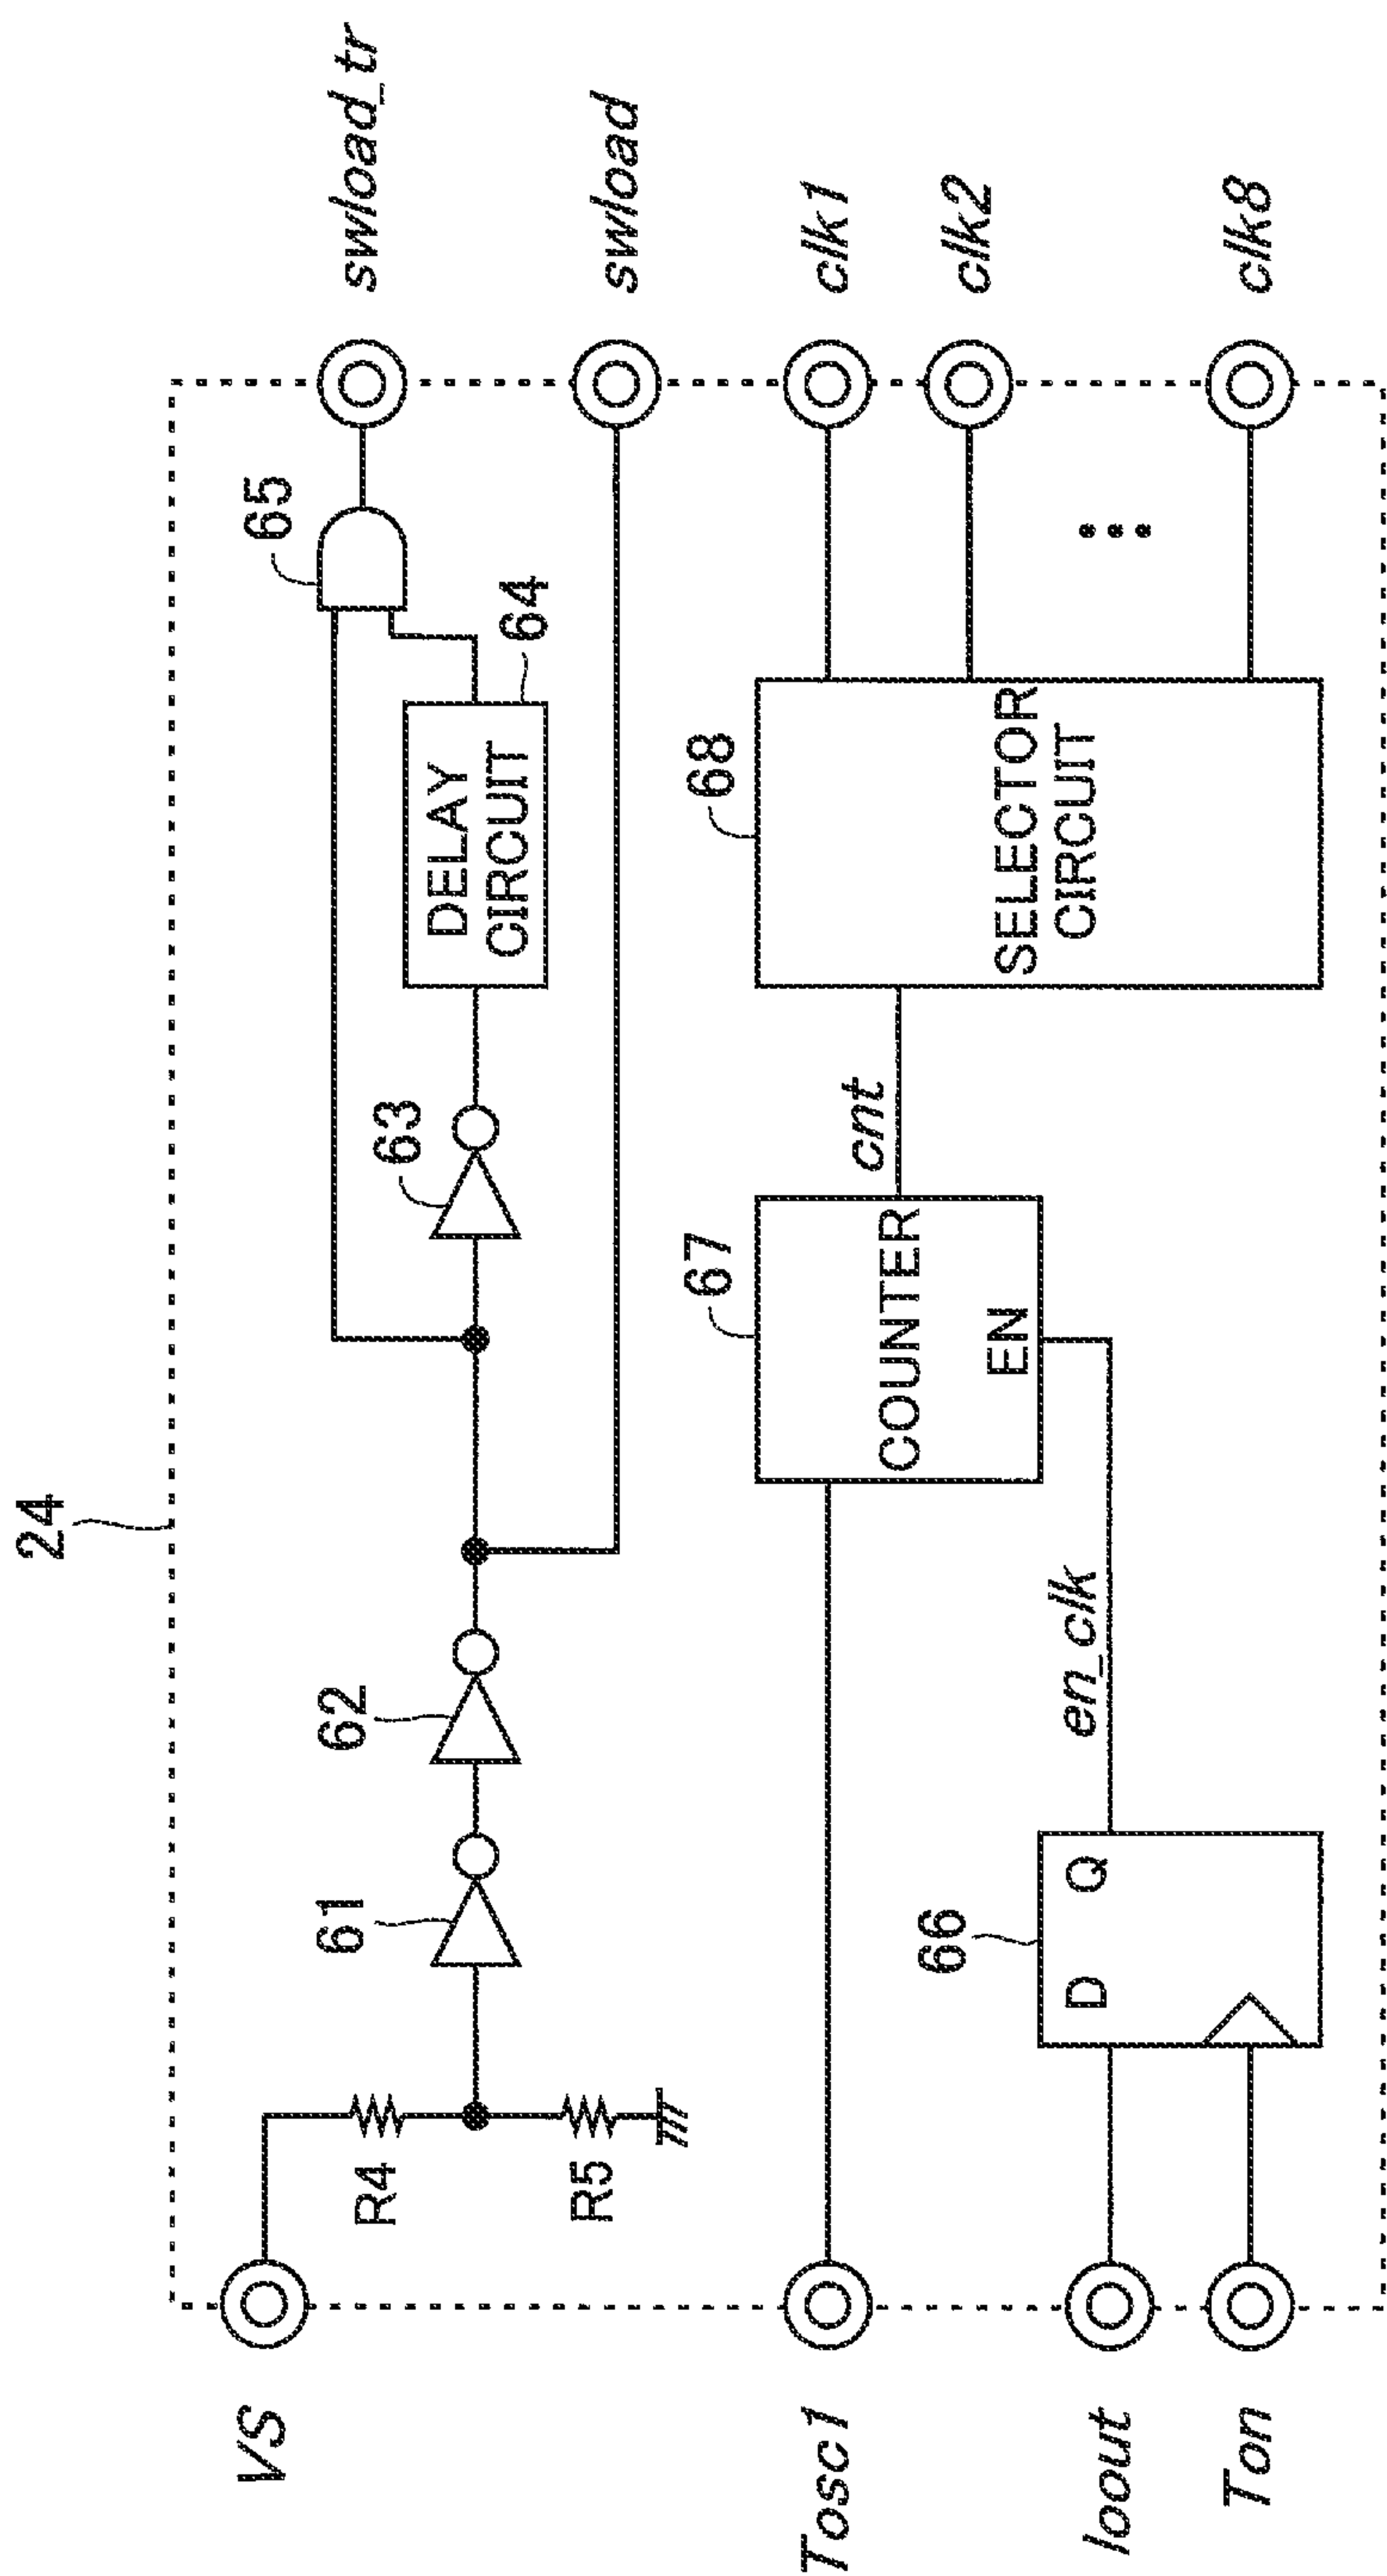 24
VS
R4
R5
61
62
63
DELAY
CIRCUIT
64
65
swload_tr
swload
Tosc1
loout
Ton
D
Q
66
en_clk
COUNTER
EN
67
cnt
SELECTOR
CIRCUIT
68
clk1
clk2
...
clk8